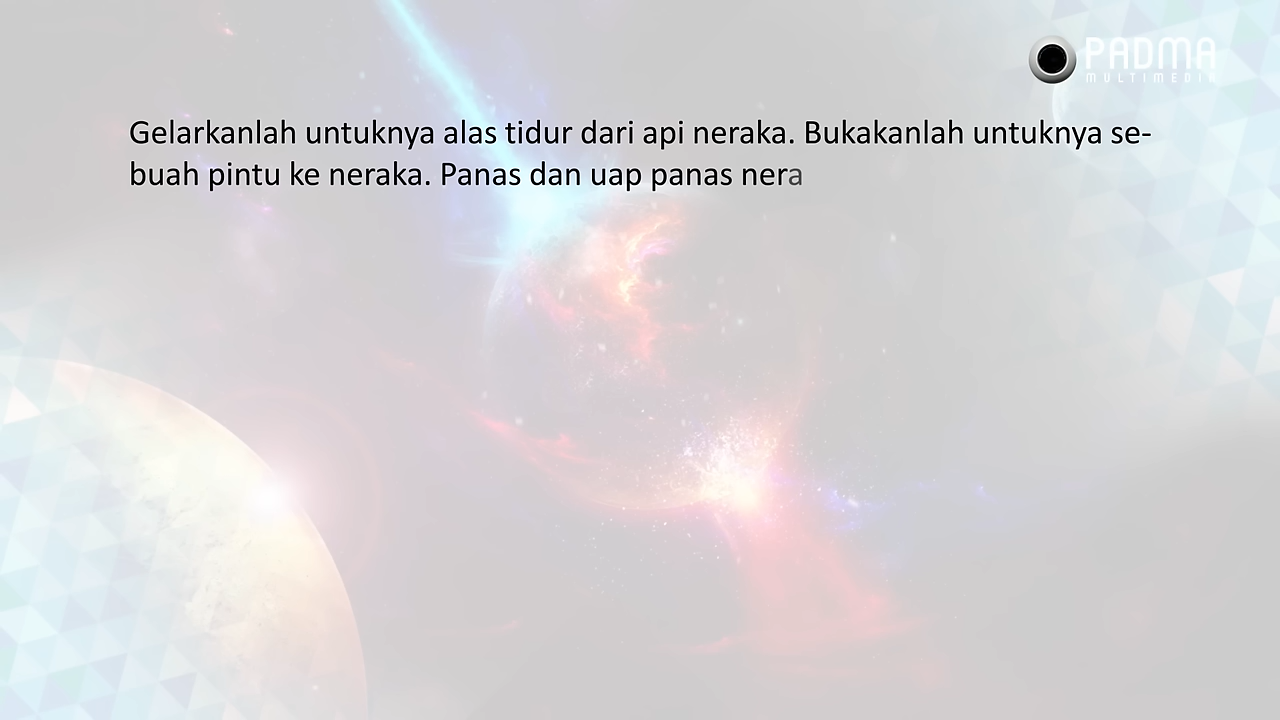 PADMA
MULTIMEDIA
Gelarkanlah untuknya alas tidur dari api neraka. Bukakanlah untuknya se-
buah pintu ke neraka. Panas dan uap panas nera